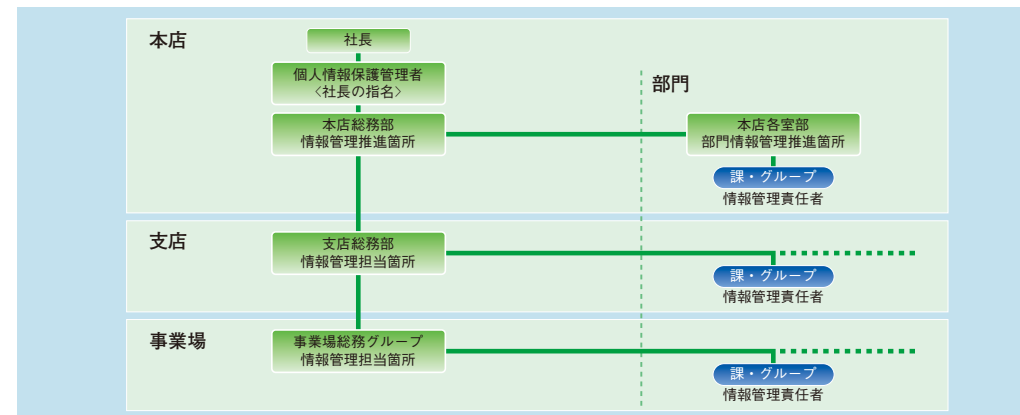 本店
社長
個人情報保護管理者
〈社長の指名〉
部門
本店総務部
情報管理推進箇所
本店各室部
部門情報管理推進箇所
課・グループ
情報管理責任者
支店
支店総務部
情報管理担当箇所
課・グループ
情報管理責任者
事業場
事業場総務グループ
情報管理担当箇所
課・グループ
情報管理責任者